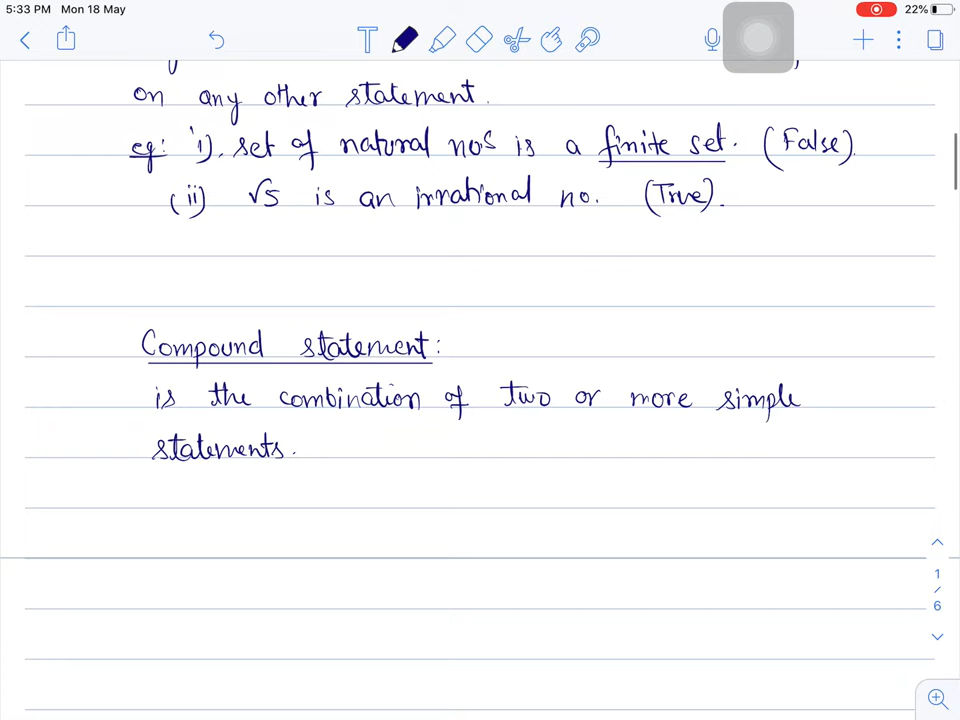 5:33 PM Mon 18 May
22%
on any other statement.
eg: i). set of natural nos is a finite set. (False).
(ii) √5 is an irrational no. (True).
Compound statement:
is the combination of two or more simple
statements.
1
/
6